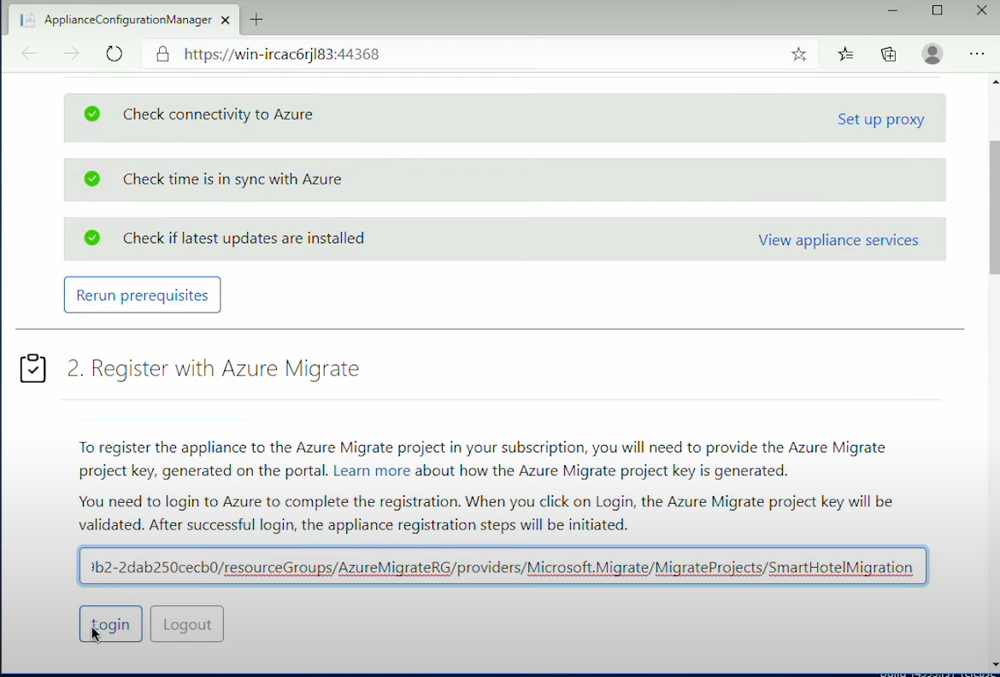 ApplianceConfigurationManager
https://win-ircac6rjl83:44368
Check connectivity to Azure
Set up proxy
Check time is in sync with Azure
Check if latest updates are installed
View appliance services
Rerun prerequisites
2. Register with Azure Migrate
To register the appliance to the Azure Migrate project in your subscription, you will need to provide the Azure Migrate
project key, generated on the portal. Learn more about how the Azure Migrate project key is generated.
You need to login to Azure to complete the registration. When you click on Login, the Azure Migrate project key will be
validated. After successful login, the appliance registration steps will be initiated.
b2-2dab250cecb0/resourceGroups/AzureMigrateRG/providers/Microsoft.Migrate/MigrateProjects/SmartHotelMigration
Login
Logout